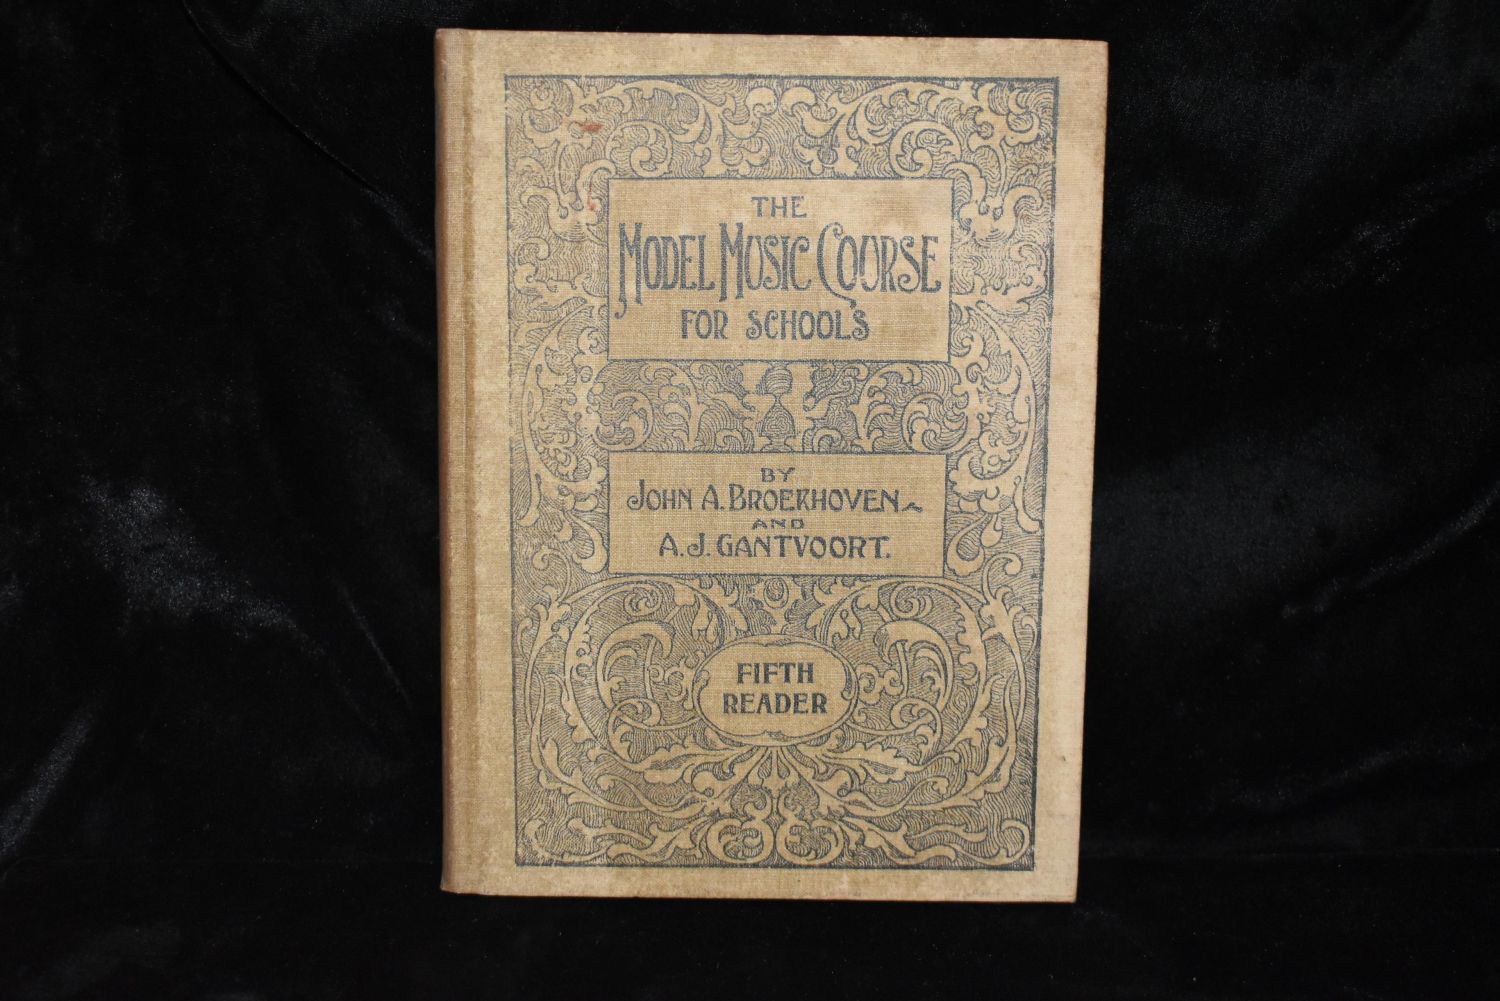 THE
MODEL MUSIC COURSE
FOR SCHOOLS
BY
JOHN A. BROEKHOVEN
AND
A. J. GANTVOORT.
FIFTH
READER